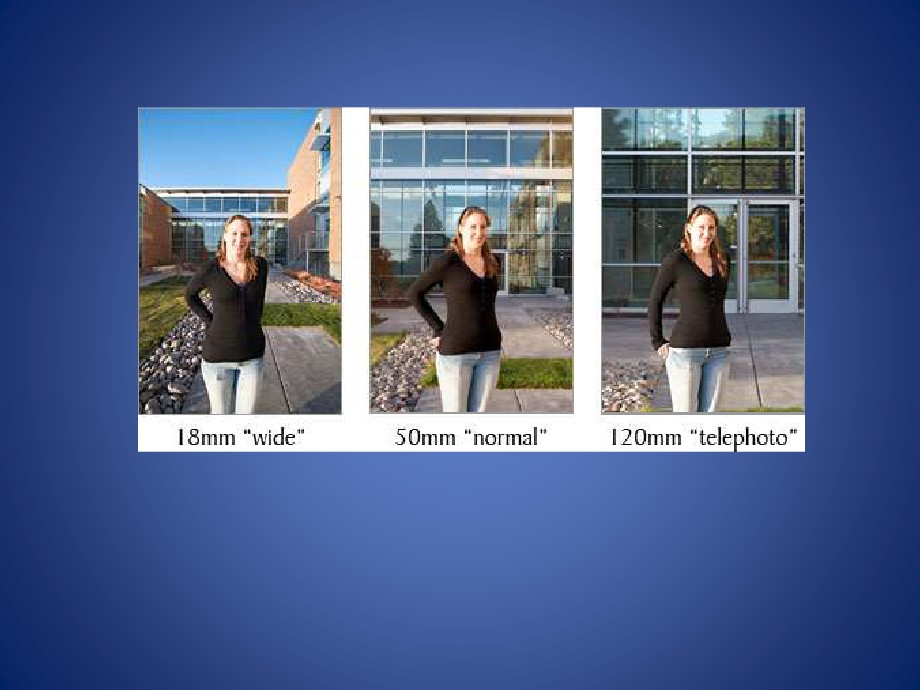 18mm “wide”
50mm “normal”
120mm “telephoto”